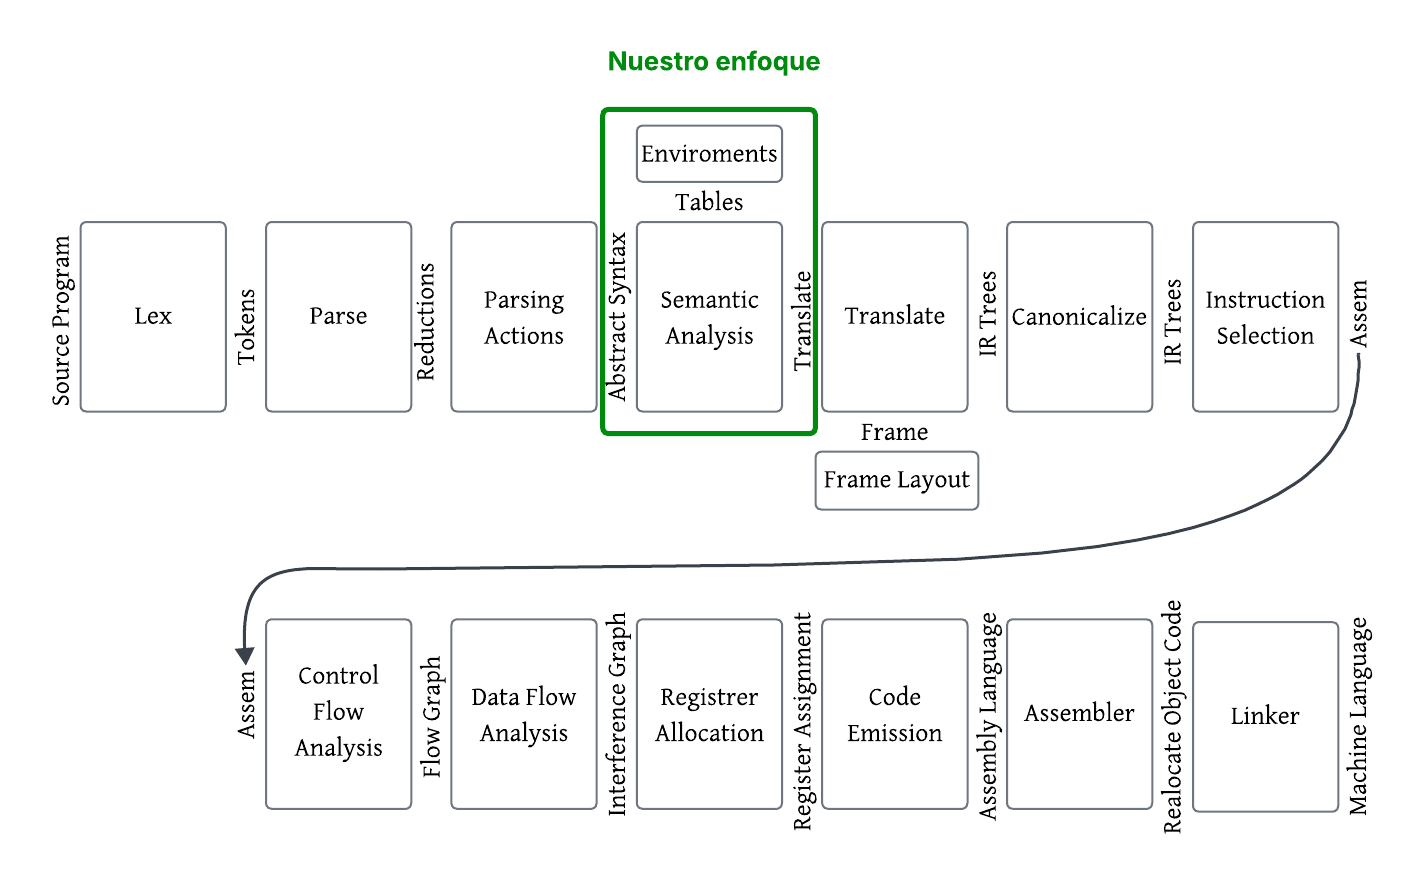 Nuestro enfoque
Enviroments
Tables
Source Program
Lex
Tokens
Parse
Reductions
Parsing
Actions
Abstract Syntax
Semantic
Analysis
Translate
Translate
IR Trees
Canonicalize
IR Trees
Instruction
Selection
Assem
Frame
Frame Layout
Assem
Control
Flow
Analysis
Flow Graph
Data Flow
Analysis
Interference Graph
Registrer
Allocation
Register Assignment
Code
Emission
Assembly Language
Assembler
Realocate Object Code
Linker
Machine Language